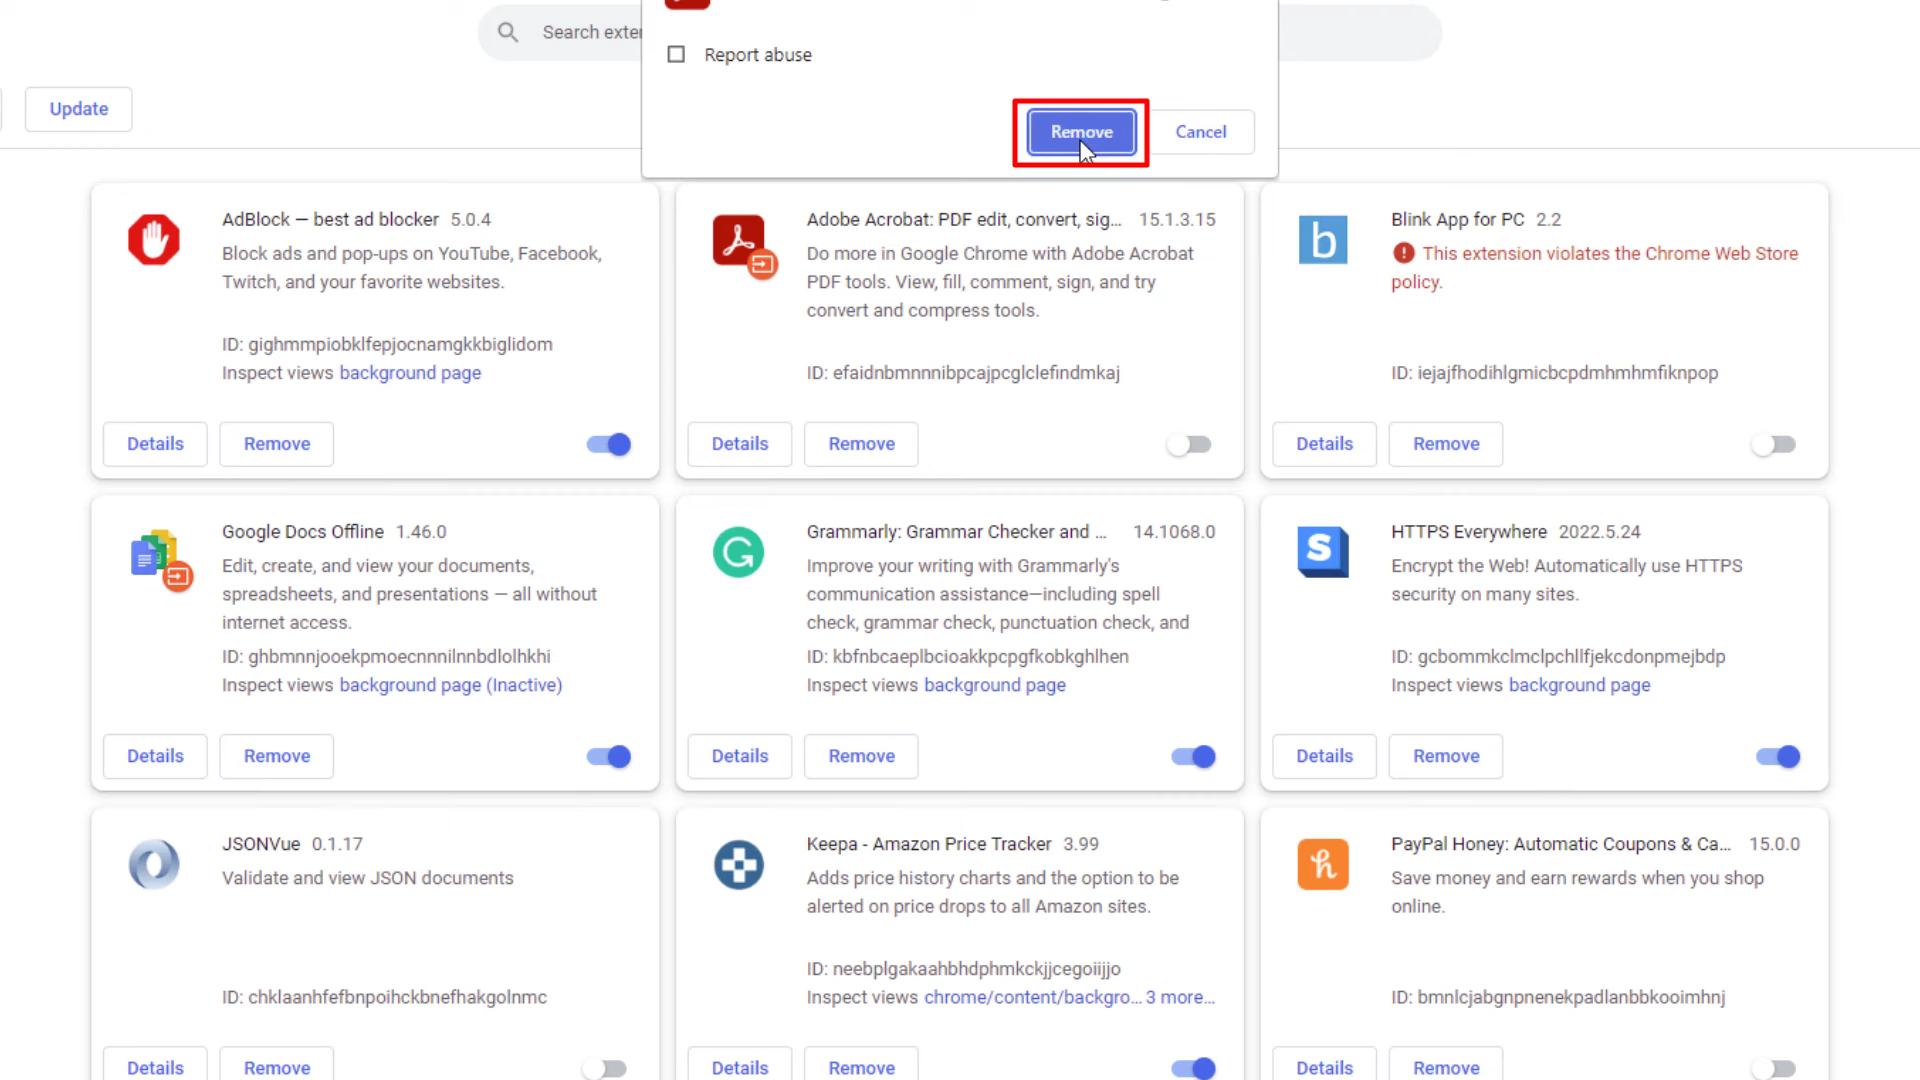 Search exte
Report abuse
Update
Remove
Cancel
AdBlock — best ad blocker 5.0.4
Block ads and pop-ups on YouTube, Facebook,
Twitch, and your favorite websites.
ID: gighmmpiobklfepjocnamgkkbiglidom
Inspect views background page
Details
Remove
Adobe Acrobat: PDF edit, convert, sig... 15.1.3.15
Do more in Google Chrome with Adobe Acrobat
PDF tools. View, fill, comment, sign, and try
convert and compress tools.
ID: efaidnbmnnnibpcajpcglclefindmkaj
Details
Remove
b
Blink App for PC 2.2
This extension violates the Chrome Web Store
policy.
ID: iejajfhodihlgmicbcpdmhmhmfiknpop
Details
Remove
Google Docs Offline 1.46.0
Edit, create, and view your documents,
spreadsheets, and presentations — all without
internet access.
ID: ghbmnnjooekpmoecnnnilnnbdlolhkhi
Inspect views background page (Inactive)
Details
Remove
G
Grammarly: Grammar Checker and ... 14.1068.0
Improve your writing with Grammarly's
communication assistance—including spell
check, grammar check, punctuation check, and
ID: kbfnbcaeplbcioakkpcpgfkobkghlhen
Inspect views background page
Details
Remove
S
HTTPS Everywhere 2022.5.24
Encrypt the Web! Automatically use HTTPS
security on many sites.
ID: gcbommkclmclpchllfjekcdonpmejbdp
Inspect views background page
Details
Remove
JSONVue 0.1.17
Validate and view JSON documents
ID: chklaanhfefbnpoihckbnefhakgolnmc
Details
Remove
Keepa - Amazon Price Tracker 3.99
Adds price history charts and the option to be
alerted on price drops to all Amazon sites.
ID: neebplgakaahbhdphmkckjjcegoiijjo
Inspect views chrome/content/backgro... 3 more...
Details
Remove
h
PayPal Honey: Automatic Coupons & Ca... 15.0.0
Save money and earn rewards when you shop
online.
ID: bmnlcjabgnpnenekpadlanbbkooimhnj
Details
Remove